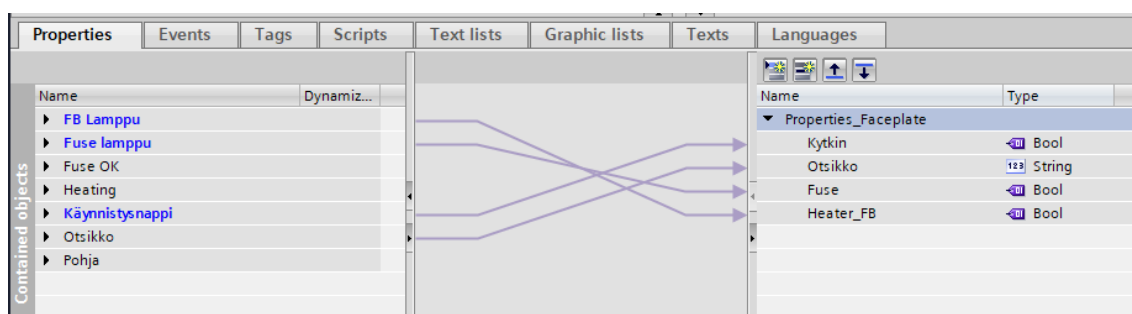 Properties Events Tags Scripts Text lists Graphic lists Texts Languages
Contained objects
Name Dynamiz...
FB Lamppu
Fuse lamppu
Fuse OK
Heating
Käynnistysnappi
Otsikko
Pohja
Name Type
Properties_Faceplate
Kytkin Bool
Otsikko 123 String
Fuse Bool
Heater_FB Bool